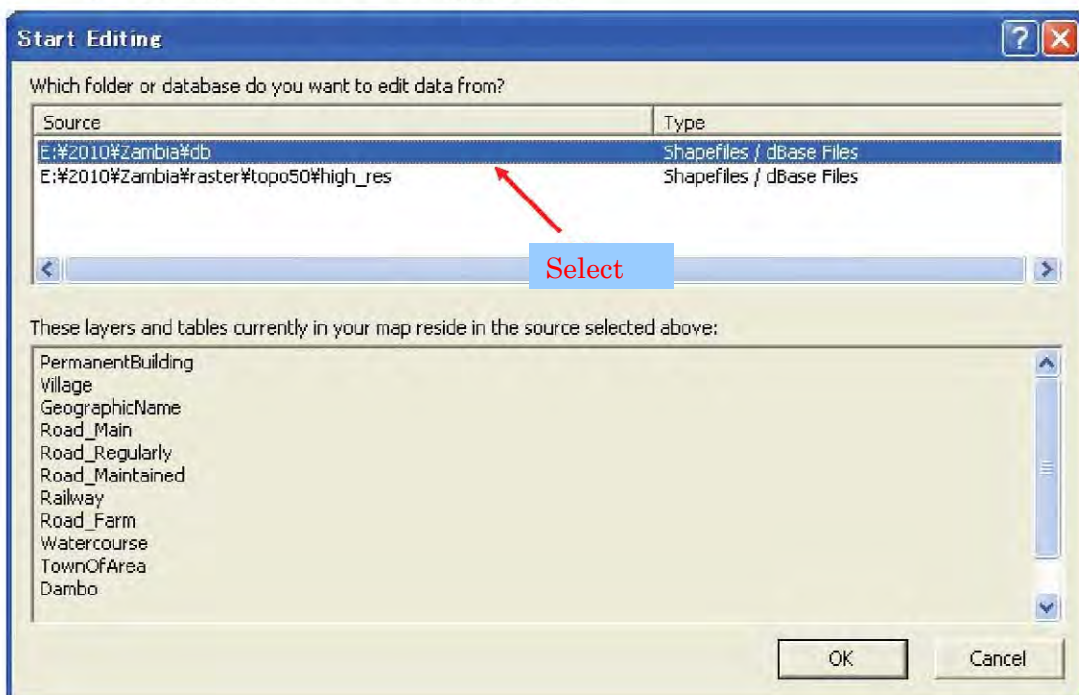 Start Editing
Which folder or database do you want to edit data from?
Source Type
E:¥2010¥Zambia¥db Shapefiles / dBase Files
E:¥2010¥Zambia¥raster¥topo50¥high_res Shapefiles / dBase Files
Select
These layers and tables currently in your map reside in the source selected above:
PermanentBuilding
Village
GeographicName
Road_Main
Road_Regularly
Road_Maintained
Railway
Road_Farm
Watercourse
TownOfArea
Dambo
OK Cancel